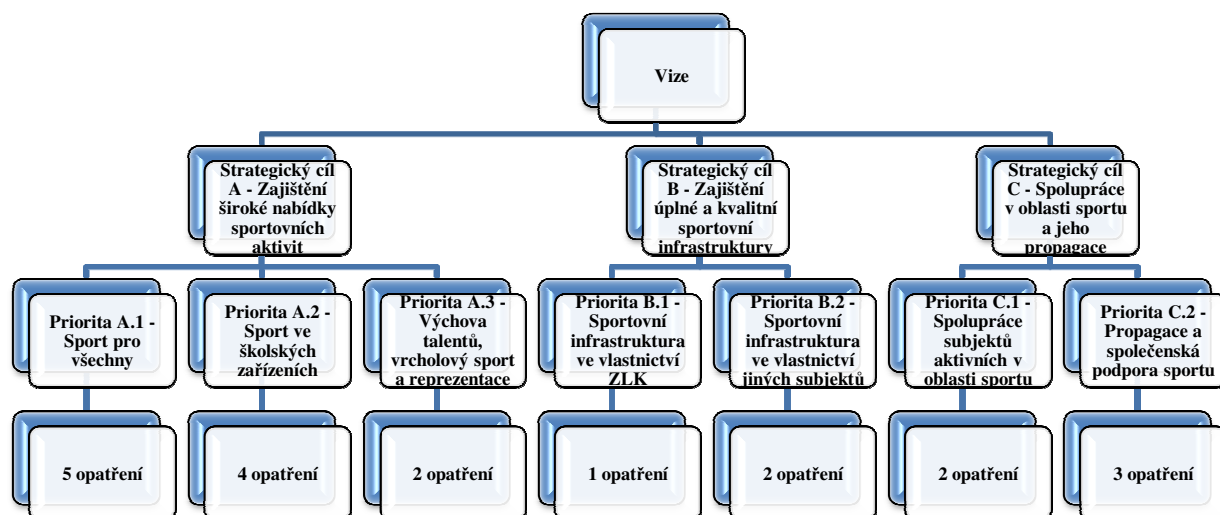 Vize
Strategický cíl
A - Zajištění
široké nabídky
sportovních
aktivit
Strategický cíl
B - Zajištění
úplné a kvalitní
sportovní
infrastruktury
Strategický cíl
C - Spolupráce
v oblasti sportu
a jeho
propagace
Priorita A.1 -
Sport pro
všechny
Priorita A.2 -
Sport ve
školských
zařízeních
Priorita A.3 -
Výchova
talentů,
vrcholový sport
a reprezentace
Priorita B.1 -
Sportovní
infrastruktura
ve vlastnictví
ZLK
Priorita B.2 -
Sportovní
infrastruktura
ve vlastnictví
jiných subjektů
Priorita C.1 -
Spolupráce
subjektů
aktivních v
oblasti sportu
Priorita C.2 -
Propagace a
společenská
podpora sportu
5 opatření
4 opatření
2 opatření
1 opatření
2 opatření
2 opatření
3 opatření